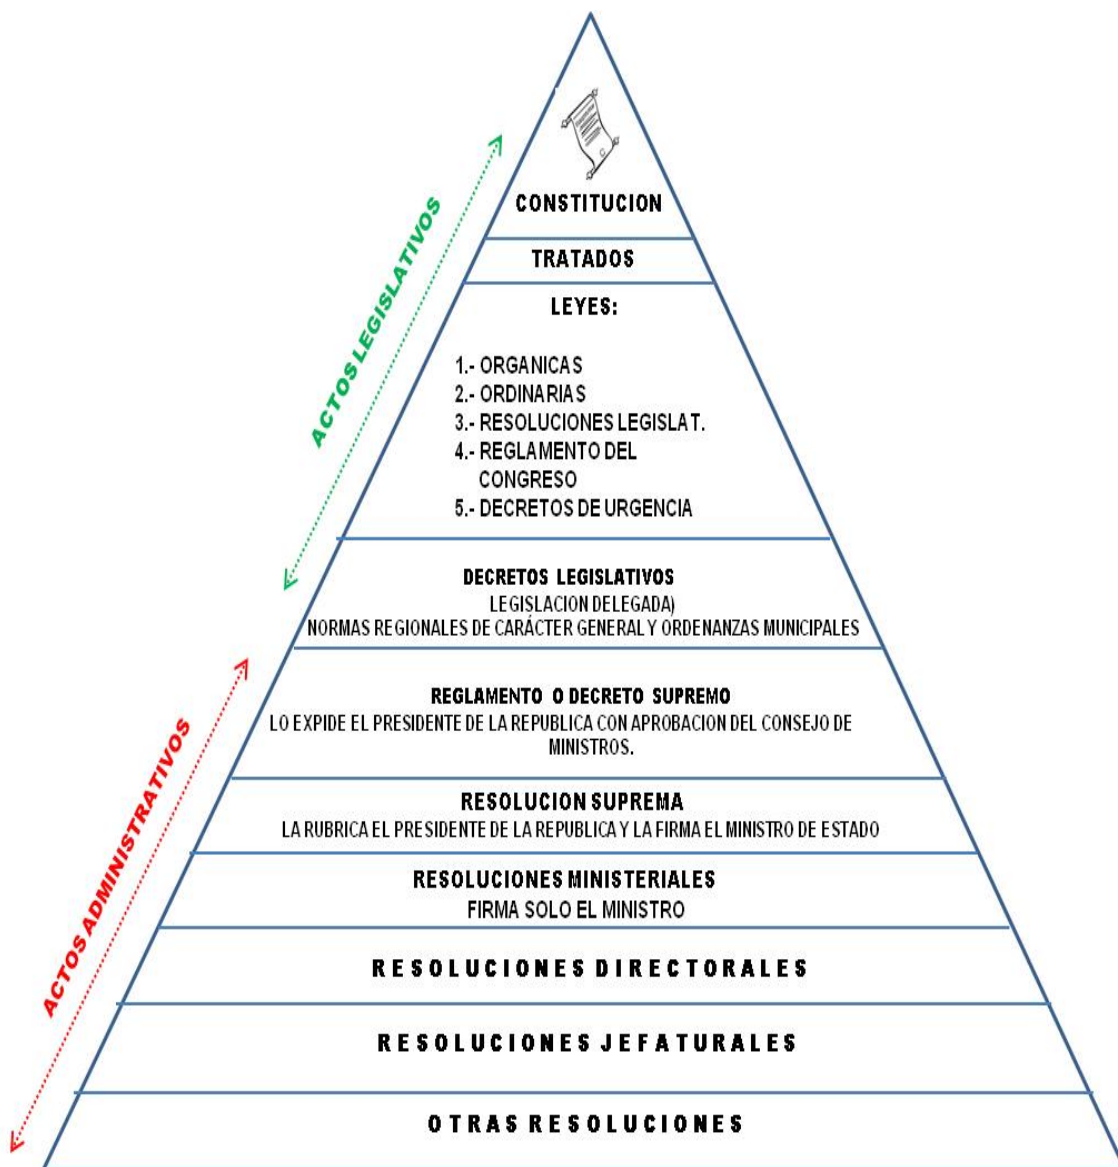 CONSTITUCION
TRATADOS
LEYES:
1.- ORGANICAS
2.- ORDINARIAS
3.- RESOLUCIONES LEGISLAT.
4.- REGLAMENTO DEL
CONGRESO
5.- DECRETOS DE URGENCIA
DECRETOS LEGISLATIVOS
LEGISLACION DELEGADA)
NORMAS REGIONALES DE CARÁCTER GENERAL Y ORDENANZAS MUNICIPALES
REGLAMENTO O DECRETO SUPREMO
LO EXPIDE EL PRESIDENTE DE LA REPUBLICA CON APROBACION DEL CONSEJO DE
MINISTROS.
RESOLUCION SUPREMA
LA RUBRICA EL PRESIDENTE DE LA REPUBLICA Y LA FIRMA EL MINISTRO DE ESTADO
RESOLUCIONES MINISTERIALES
FIRMA SOLO EL MINISTRO
RESOLUCIONES DIRECTORALES
RESOLUCIONES JEFATURALES
OTRAS RESOLUCIONES
ACTOS LEGISLATIVOS
ACTOS ADMINISTRATIVOS